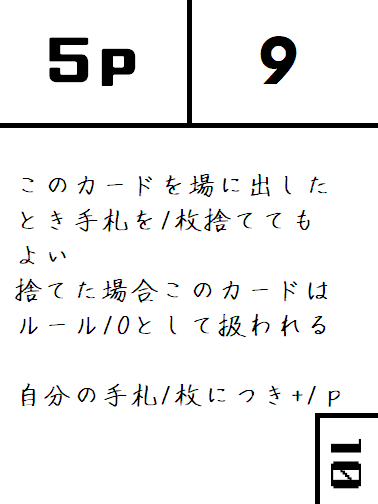 5p
9
このカードを場に出した
とき手札を1枚捨てても
よい
捨てた場合このカードは
ルール10として扱われる
自分の手札1枚につき+1p
10